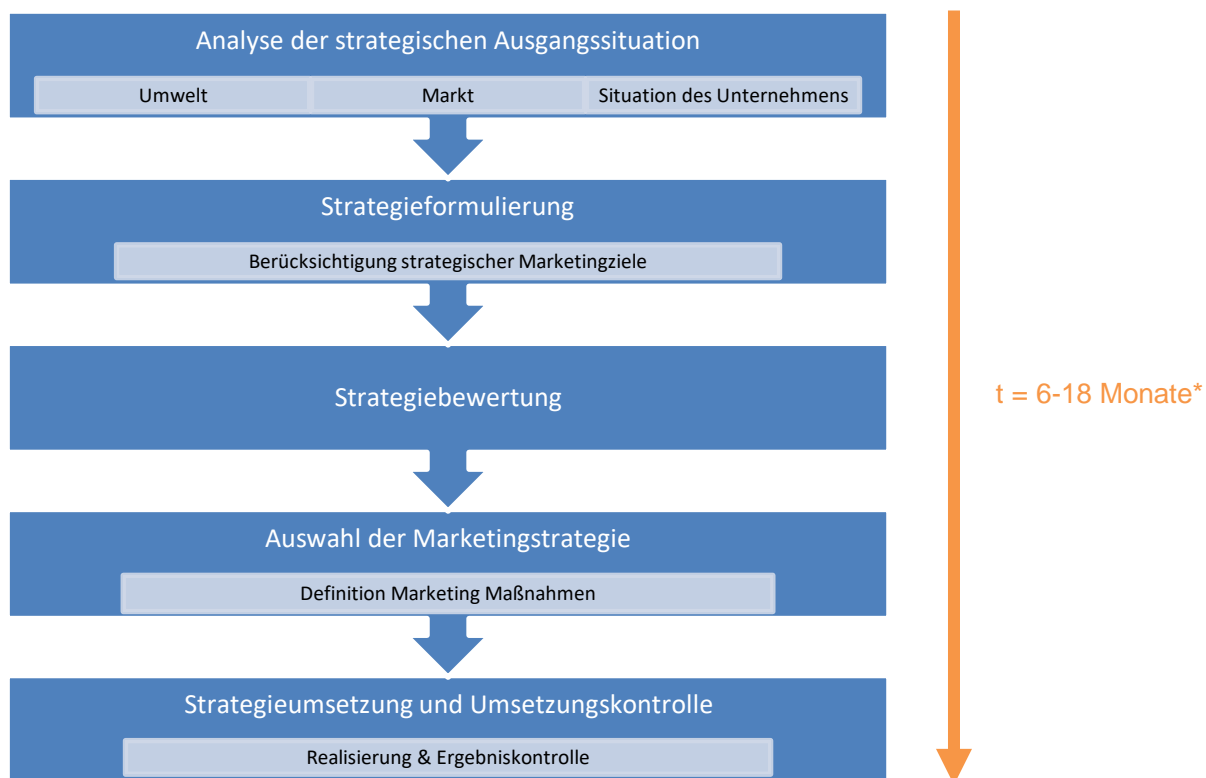 Analyse der strategischen Ausgangssituation
Umwelt
Markt
Situation des Unternehmens
Strategieformulierung
Berücksichtigung strategischer Marketingziele
Strategiebewertung
t = 6-18 Monate*
Auswahl der Marketingstrategie
Definition Marketing Maßnahmen
Strategieumsetzung und Umsetzungskontrolle
Realisierung & Ergebniskontrolle